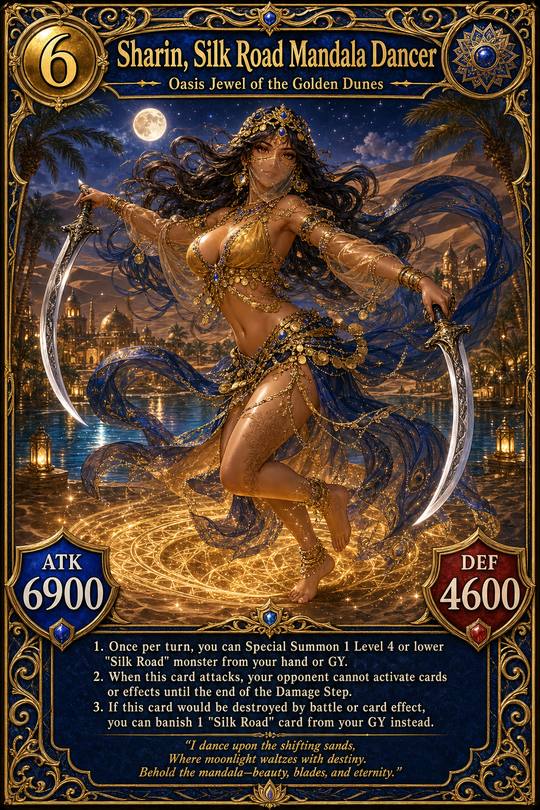 6
Sharin, Silk Road Mandala Dancer
Oasis Jewel of the Golden Dunes
ATK
6900
DEF
4600
1. Once per turn, you can Special Summon 1 Level 4 or lower
"Silk Road" monster from your hand or GY.
2. When this card attacks, your opponent cannot activate cards
or effects until the end of the Damage Step.
3. If this card would be destroyed by battle or card effect,
you can banish 1 "Silk Road" card from your GY instead.
“I dance upon the shifting sands,
Where moonlight waltzes with destiny.
Behold the mandala—beauty, blades, and eternity.”